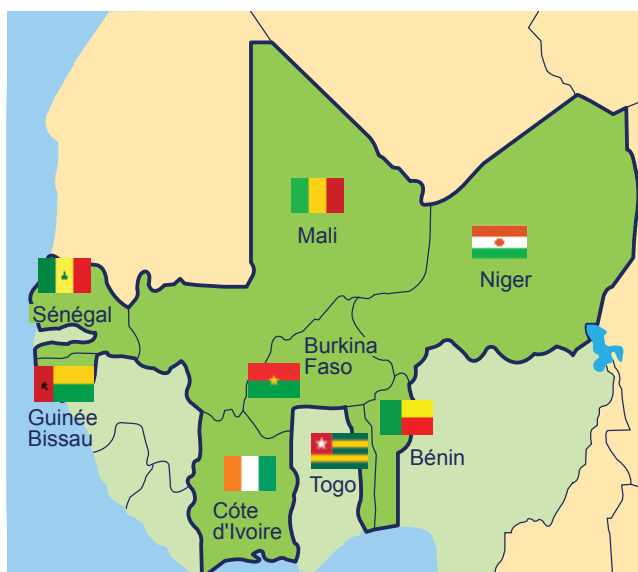 Mali
Niger
Sénégal
Burkina
Faso
Guinée
Bissau
Bénin
Togo
Côte
d'Ivoire